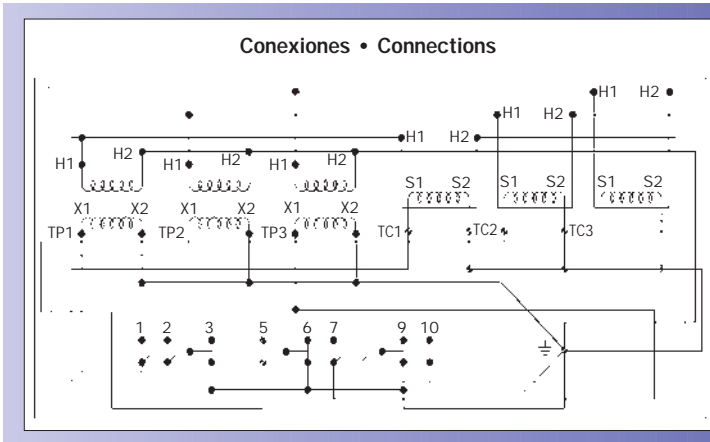 Conexiones • Connections
H1 H2
H1 H2
H1 H2
H1 H2 H1 H2 H1 H2
S1 S2 S1 S2 S1 S2
X1 X2 X1 X2 X1 X2
TP1 TP2 TP3 TC1 TC2 TC3
1 2 3 5 6 7 9 10